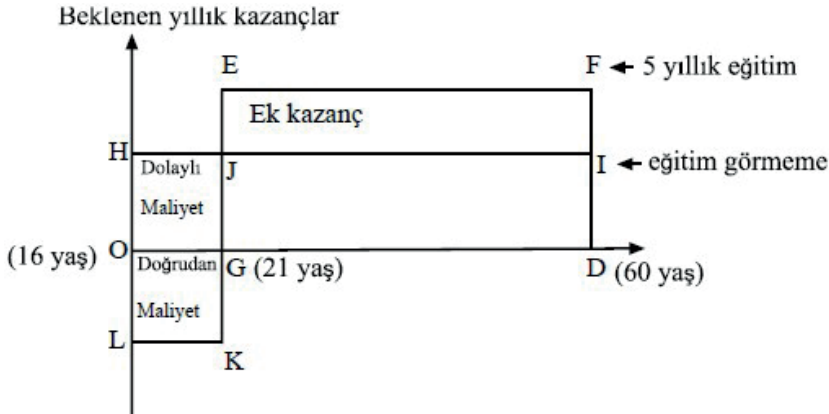 Beklenen yıllık kazançlar
E
F ← 5 yıllık eğitim
Ek kazanç
H
Dolaylı
J
I ← eğitim görmeme
Maliyet
(16 yaş) O
Doğrudan
G (21 yaş)
D (60 yaş)
Maliyet
L
K